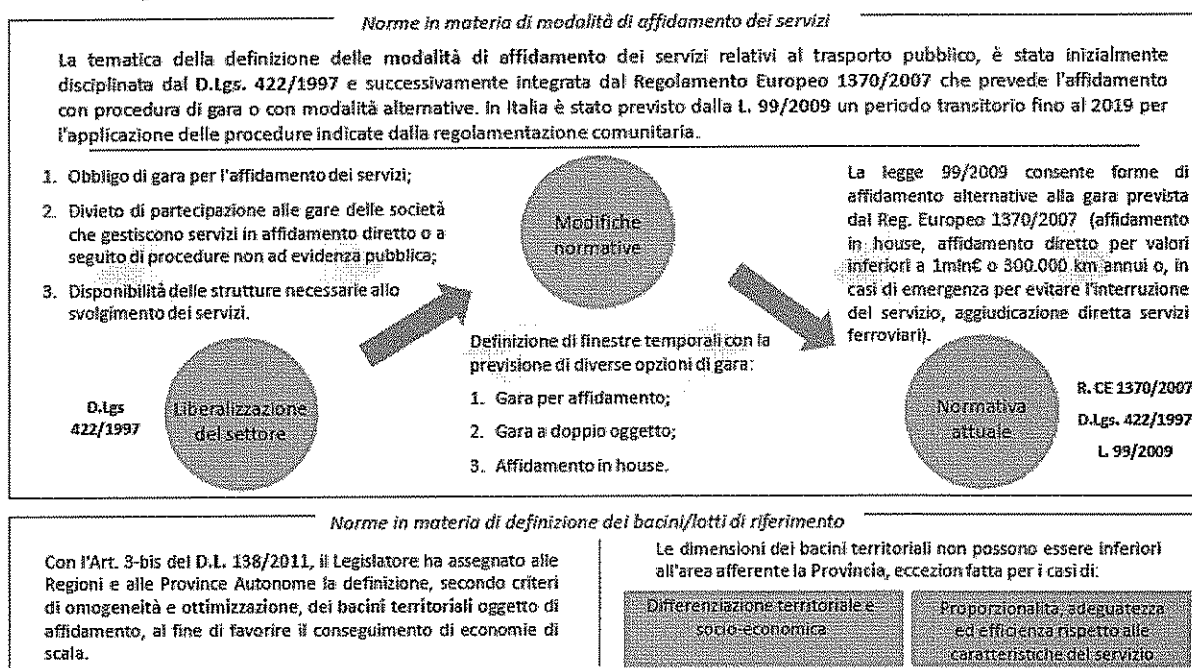 Norme in materia di modalità di affidamento dei servizi
La tematica della definizione delle modalità di affidamento dei servizi relativi al trasporto pubblico, è stata inizialmente
disciplinata dal D.Lgs. 422/1997 e successivamente integrata dal Regolamento Europeo 1370/2007 che prevede l'affidamento
con procedura di gara o con modalità alternative. In Italia è stato previsto dalla L. 99/2009 un periodo transitorio fino al 2019 per
l'applicazione delle procedure indicate dalla regolamentazione comunitaria.
1. Obbligo di gara per l'affidamento dei servizi;
2. Divieto di partecipazione alle gare delle società
che gestiscono servizi in affidamento diretto o a
seguito di procedure non ad evidenza pubblica;
3. Disponibilità delle strutture necessarie allo
svolgimento dei servizi.
D.Lgs
422/1997
Liberalizzazione
del settore
Modifiche
normative
Definizione di finestre temporali con la
previsione di diverse opzioni di gara:
1. Gara per affidamento;
2. Gara a doppio oggetto;
3. Affidamento in house.
La legge 99/2009 consente forme di
affidamento alternative alla gara prevista
dal Reg. Europeo 1370/2007 (affidamento
in house, affidamento diretto per valori
inferiori a 1mln€ o 300.000 km annui o, in
casi di emergenza per evitare l'interruzione
del servizio, aggiudicazione diretta servizi
ferroviari).
Normativa
attuale
R. CE 1370/2007
D.Lgs. 422/1997
L. 99/2009
Norme in materia di definizione dei bacini/lotti di riferimento
Con l'Art. 3-bis del D.L. 138/2011, il Legislatore ha assegnato alle
Regioni e alle Province Autonome la definizione, secondo criteri
di omogeneità e ottimizzazione, dei bacini territoriali oggetto di
affidamento, al fine di favorire il conseguimento di economie di
scala.
Le dimensioni dei bacini territoriali non possono essere inferiori
all'area afferente la Provincia, eccezion fatta per i casi di:
Differenziazione territoriale e
socio-economica
Proporzionalità, adeguatezza
ed efficienza rispetto alle
caratteristiche del servizio